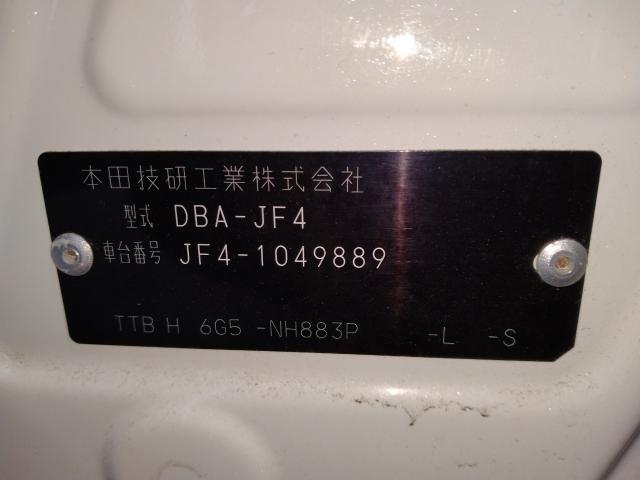 本田技研工業株式会社
型式 DBA-JF4
車台番号 JF4-1049889
TTB H 6G5 -NH883P -L -S